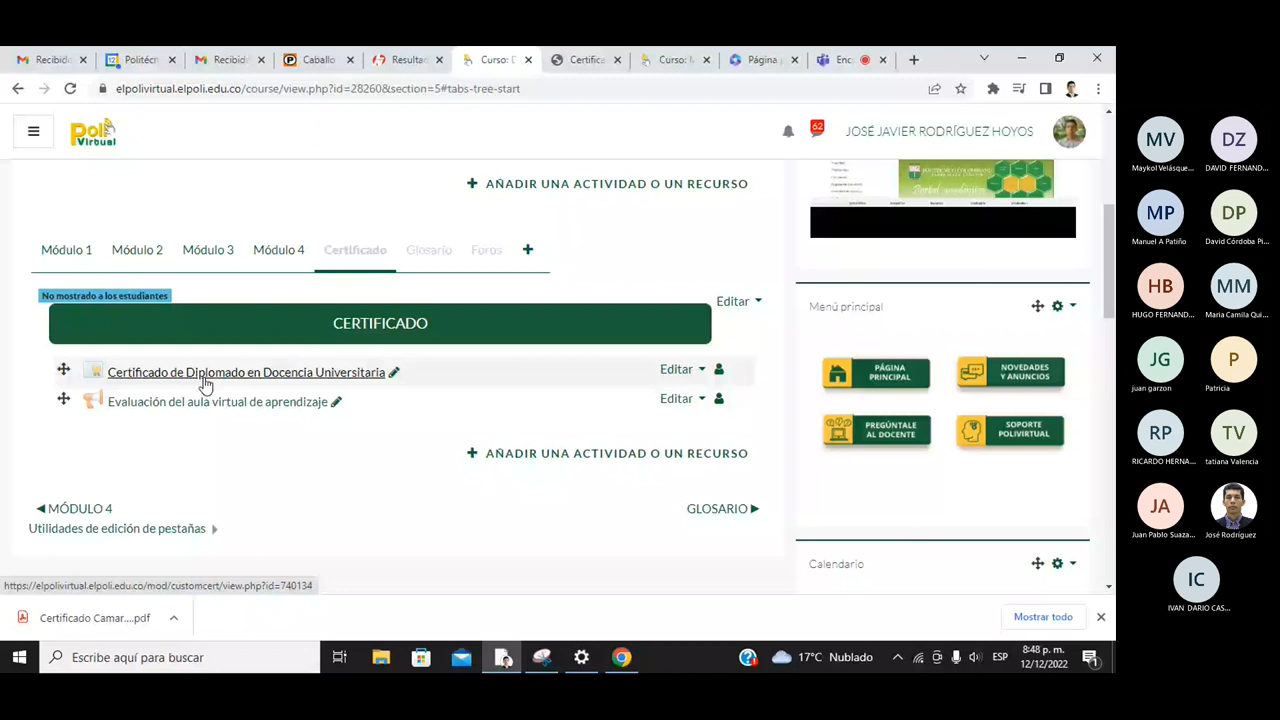 Recibido
Politécn
Recibido
Caballo
Resultad
Curso: D
Certifica
Curso: M
Página p
Enc
elpolivirtual.elpoli.edu.co/course/view.php?id=28260&section=5#tabs-tree-start
Poli
Virtual
62
JOSÉ JAVIER RODRÍGUEZ HOYOS
AÑADIR UNA ACTIVIDAD O UN RECURSO
Módulo 1
Módulo 2
Módulo 3
Módulo 4
Certificado
Glosario
Foros
No mostrado a los estudiantes
Editar
CERTIFICADO
Certificado de Diplomado en Docencia Universitaria
Editar
Evaluación del aula virtual de aprendizaje
Editar
AÑADIR UNA ACTIVIDAD O UN RECURSO
MÓDULO 4
GLOSARIO
Utilidades de edición de pestañas
Menú principal
PÁGINA
PRINCIPAL
NOVEDADES
Y ANUNCIOS
PREGÚNTALE
AL DOCENTE
SOPORTE
POLIVIRTUAL
Calendario
https://elpolivirtual.elpoli.edu.co/mod/customcert/view.php?id=740134
Certificado Camar....pdf
Mostrar todo
Escribe aquí para buscar
17°C Nublado
ESP
8:48 p. m.
12/12/2022
1
MV
Maykol Velásque...
DZ
DAVID FERNAND...
MP
Manuel A Patiño
DP
David Córdoba Pi...
HB
HUGO FERNAND...
MM
Maria Camila Qui...
JG
juan garzon
P
Patricia
RP
RICARDO HERNA...
TV
tatiana Valencia
JA
Juan Pablo Suaza...
José Rodríguez
IC
IVAN DARIO CAS...